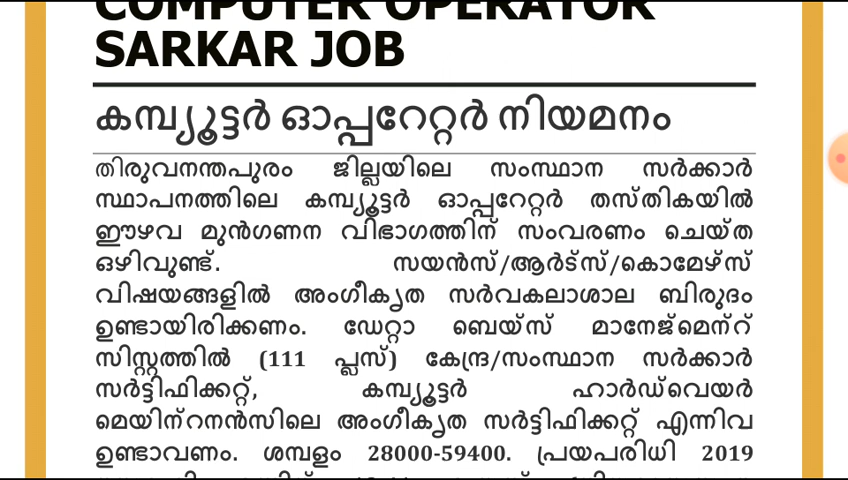 COMPUTER OPERATOR
SARKAR JOB
കമ്പ്യൂട്ടർ ഓപ്പറേറ്റർ നിയമനം
തിരുവനന്തപുരം ജില്ലയിലെ സംസ്ഥാന സർക്കാർ
സ്ഥാപനത്തിലെ കമ്പ്യൂട്ടർ ഓപ്പറേറ്റർ തസ്തികയിൽ
ഈഴവ മുൻഗണന വിഭാഗത്തിന് സംവരണം ചെയ്ത
ഒഴിവുണ്ട്. സയൻസ്/ആർട്സ്/കൊമേഴ്സ്
വിഷയങ്ങളിൽ അംഗീകൃത സർവകലാശാല ബിരുദം
ഉണ്ടായിരിക്കണം. ഡേറ്റാ ബെയ്സ് മാനേജ്മെന്റ്
സിസ്റ്റത്തിൽ (111 പ്ലസ്) കേന്ദ്ര/സംസ്ഥാന സർക്കാർ
സർട്ടിഫിക്കറ്റ്, കമ്പ്യൂട്ടർ ഹാർഡ്‌വെയർ
മെയിന്റനൻസിലെ അംഗീകൃത സർട്ടിഫിക്കറ്റ് എന്നിവ
ഉണ്ടാവണം. ശമ്പളം 28000-59400. പ്രയപരിധി 2019